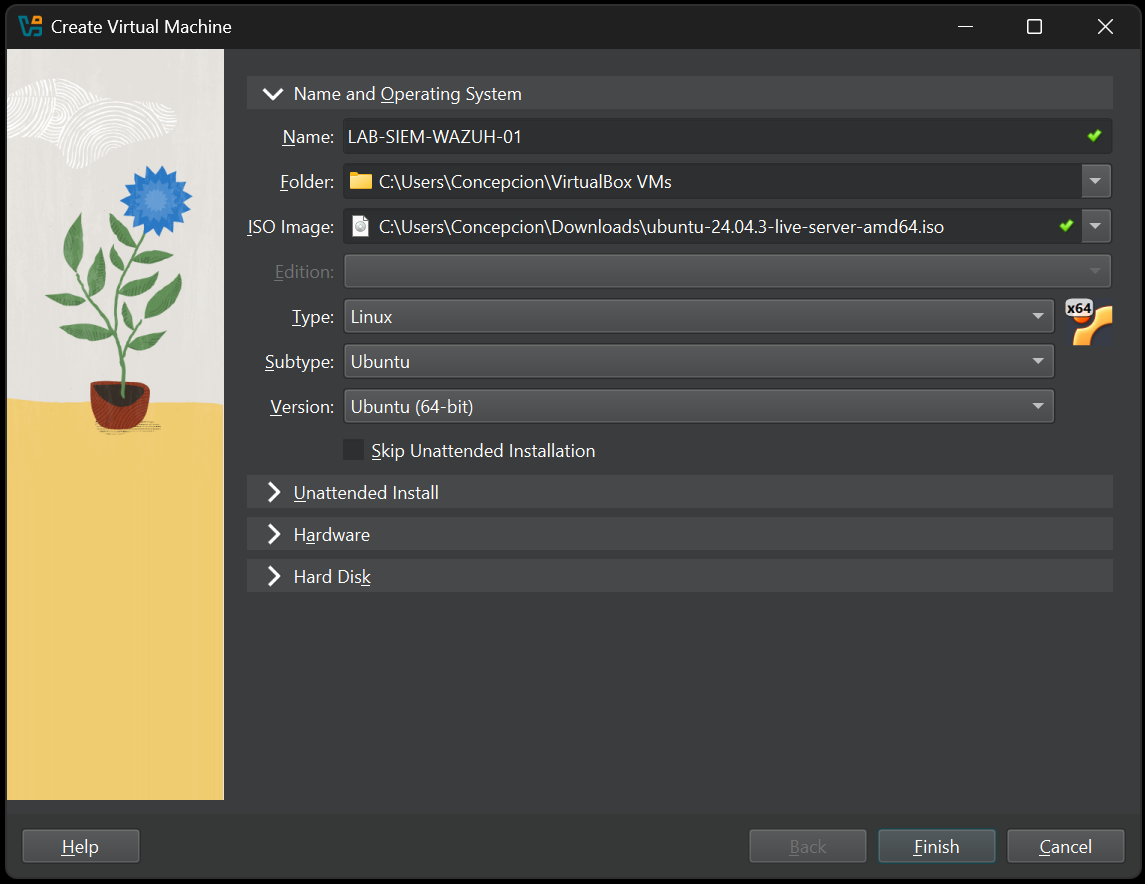 Create Virtual Machine
Name and Operating System
Name: LAB-SIEM-WAZUH-01
Folder: C:\Users\Concepcion\VirtualBox VMs
ISO Image: C:\Users\Concepcion\Downloads\ubuntu-24.04.3-live-server-amd64.iso
Edition:
Type: Linux
x64
Subtype: Ubuntu
Version: Ubuntu (64-bit)
Skip Unattended Installation
Unattended Install
Hardware
Hard Disk
Help Back Finish Cancel